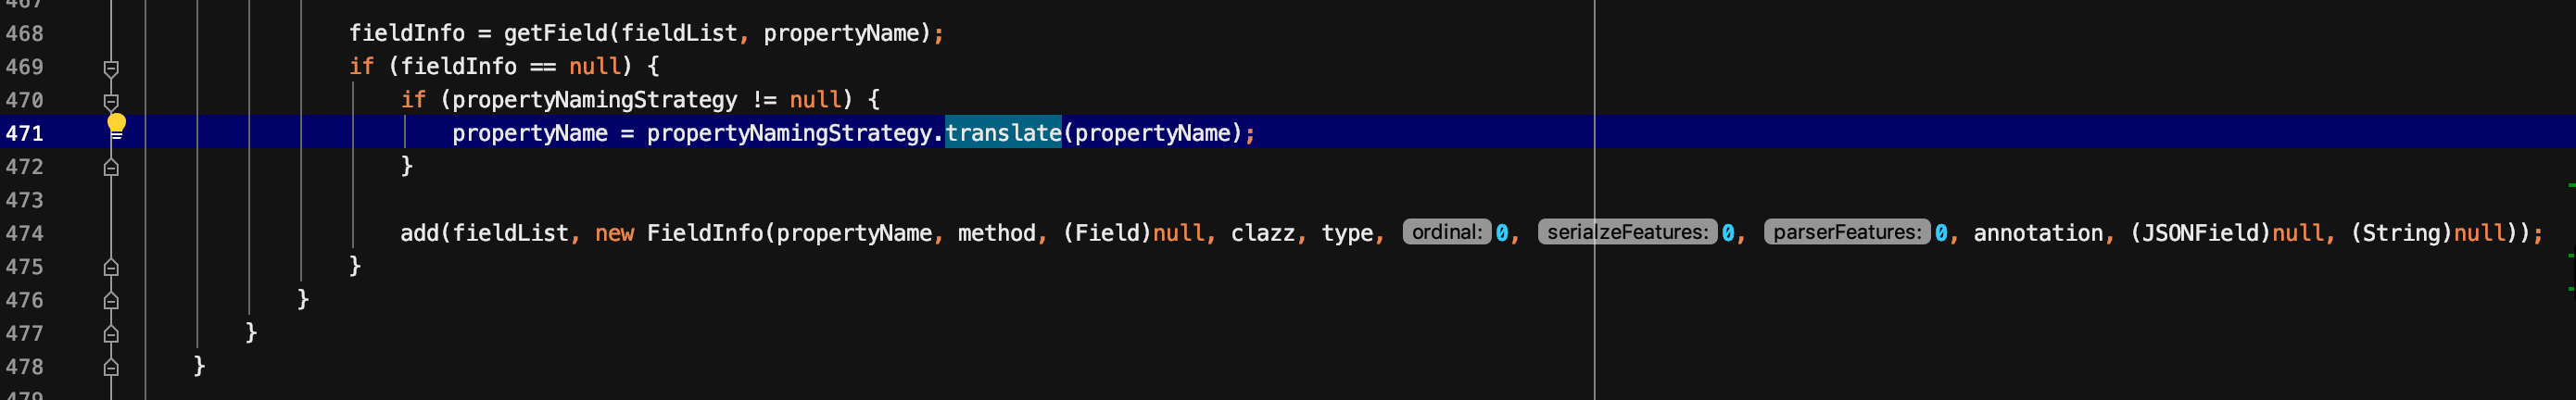 467
468 fieldInfo = getField(fieldList, propertyName);
469 if (fieldInfo == null) {
470 if (propertyNamingStrategy != null) {
471 propertyName = propertyNamingStrategy.translate(propertyName);
472 }
473
474 add(fieldList, new FieldInfo(propertyName, method, (Field)null, clazz, type, ordinal: 0, serialzeFeatures: 0, parserFeatures: 0, annotation, (JSONField)null, (String)null));
475 }
476 }
477 }
478 }
479